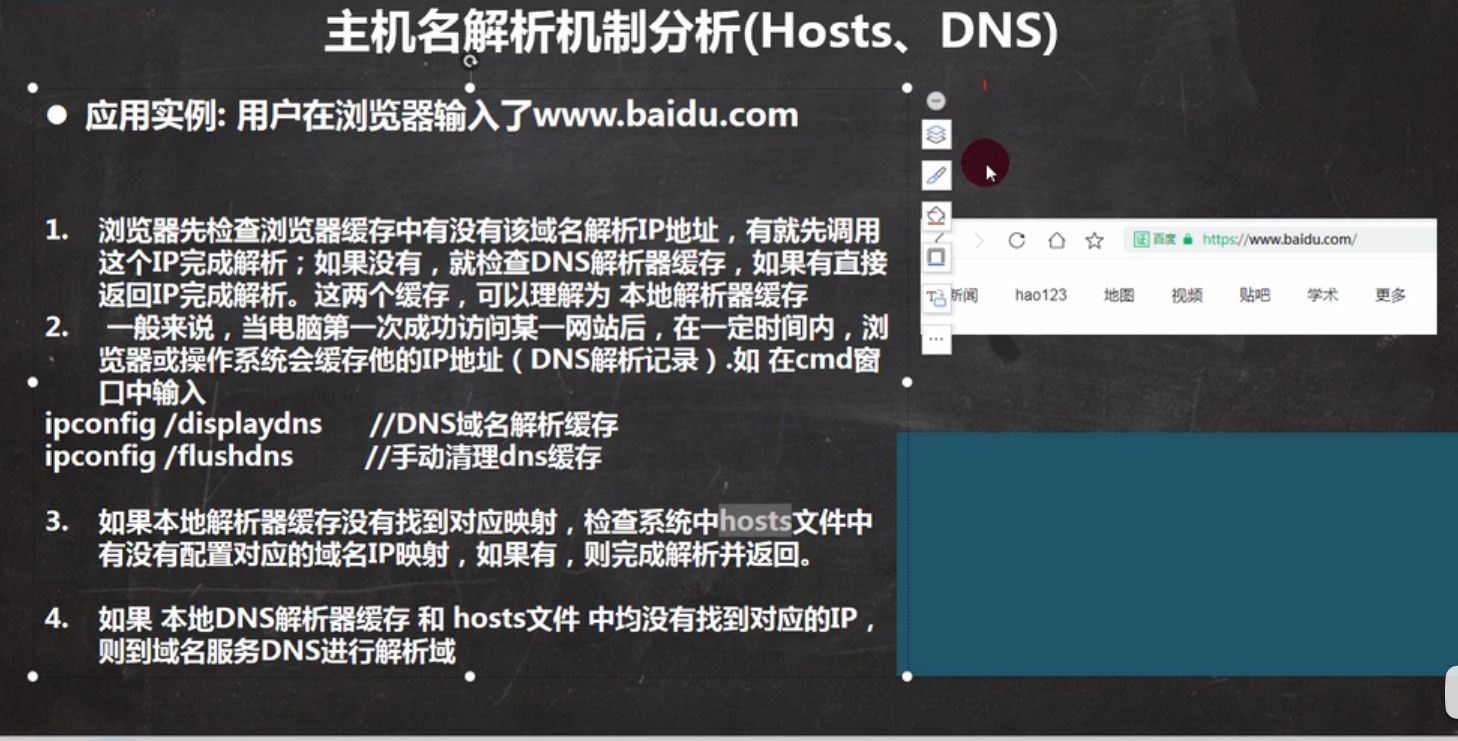 主机名解析机制分析(Hosts、DNS)
● 应用实例: 用户在浏览器输入了www.baidu.com
1. 浏览器先检查浏览器缓存中有没有该域名解析IP地址，有就先调用
这个IP完成解析；如果没有，就检查DNS解析器缓存，如果有直接
返回IP完成解析。这两个缓存，可以理解为 本地解析器缓存
2. 一般来说，当电脑第一次成功访问某一网站后，在一定时间内，浏
览器或操作系统会缓存他的IP地址（DNS解析记录）.如 在cmd窗
口中输入
ipconfig /displaydns //DNS域名解析缓存
ipconfig /flushdns //手动清理dns缓存
3. 如果本地解析器缓存没有找到对应映射，检查系统中hosts文件中
有没有配置对应的域名IP映射，如果有，则完成解析并返回。
4. 如果 本地DNS解析器缓存 和 hosts文件 中均没有找到对应的IP，
则到域名服务DNS进行解析域
证 百度 https://www.baidu.com/
新闻 hao123 地图 视频 贴吧 学术 更多